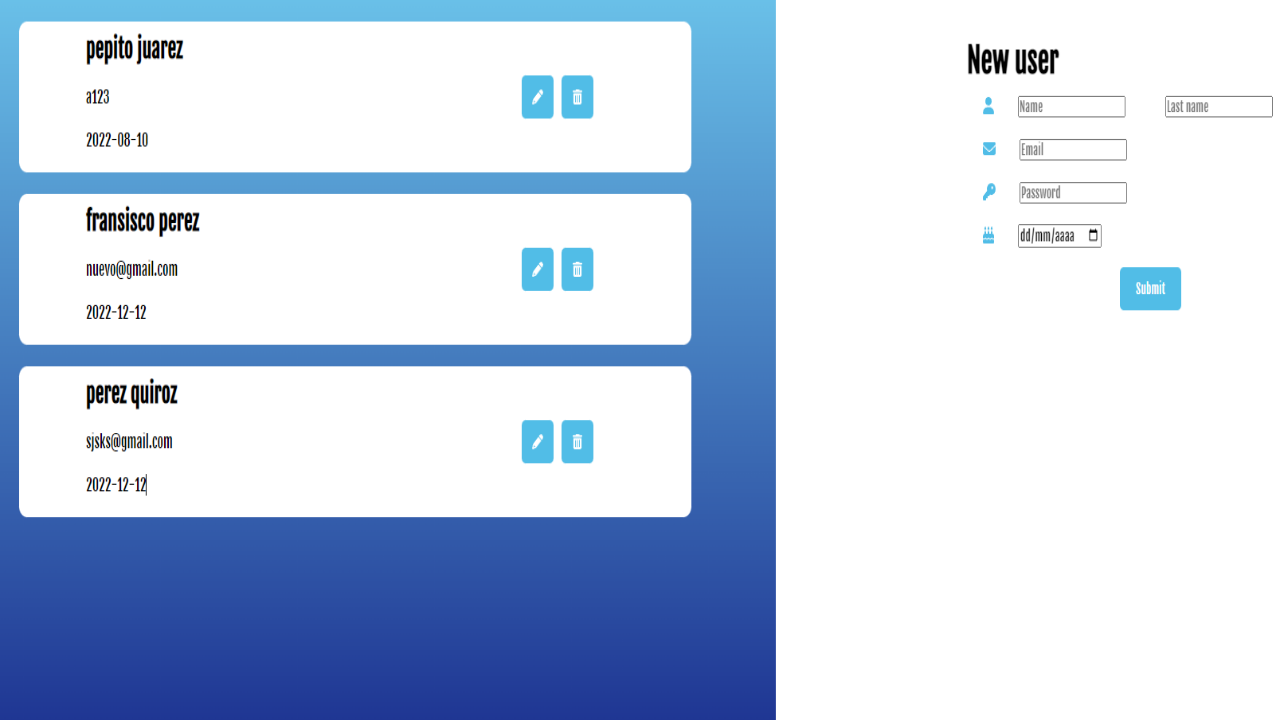 pepito juarez
a123
2022-08-10
fransisco perez
nuevo@gmail.com
2022-12-12
perez quiroz
sjsks@gmail.com
2022-12-12
New user
Name
Last name
Email
Password
dd/mm/aaaa
Submit